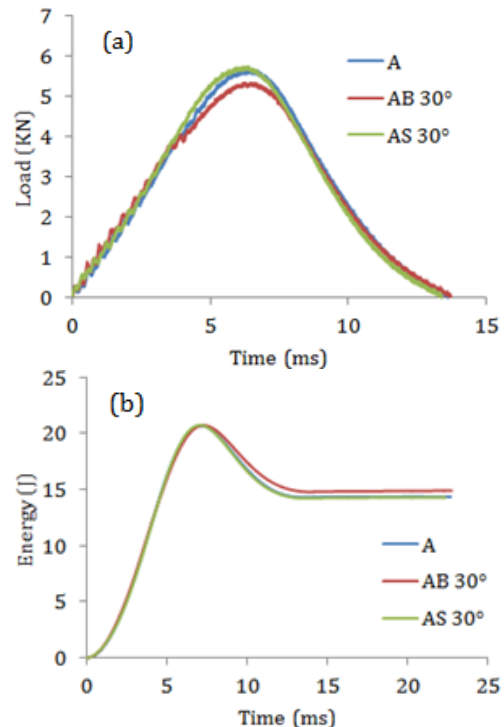 (a)
7
6
5
4
3
2
1
0
Load (KN)
A
AB 30°
AS 30°
0 5 10 15
Time (ms)
(b)
25
20
15
10
5
0
Energy (J)
A
AB 30°
AS 30°
0 5 10 15 20 25
Time (ms)